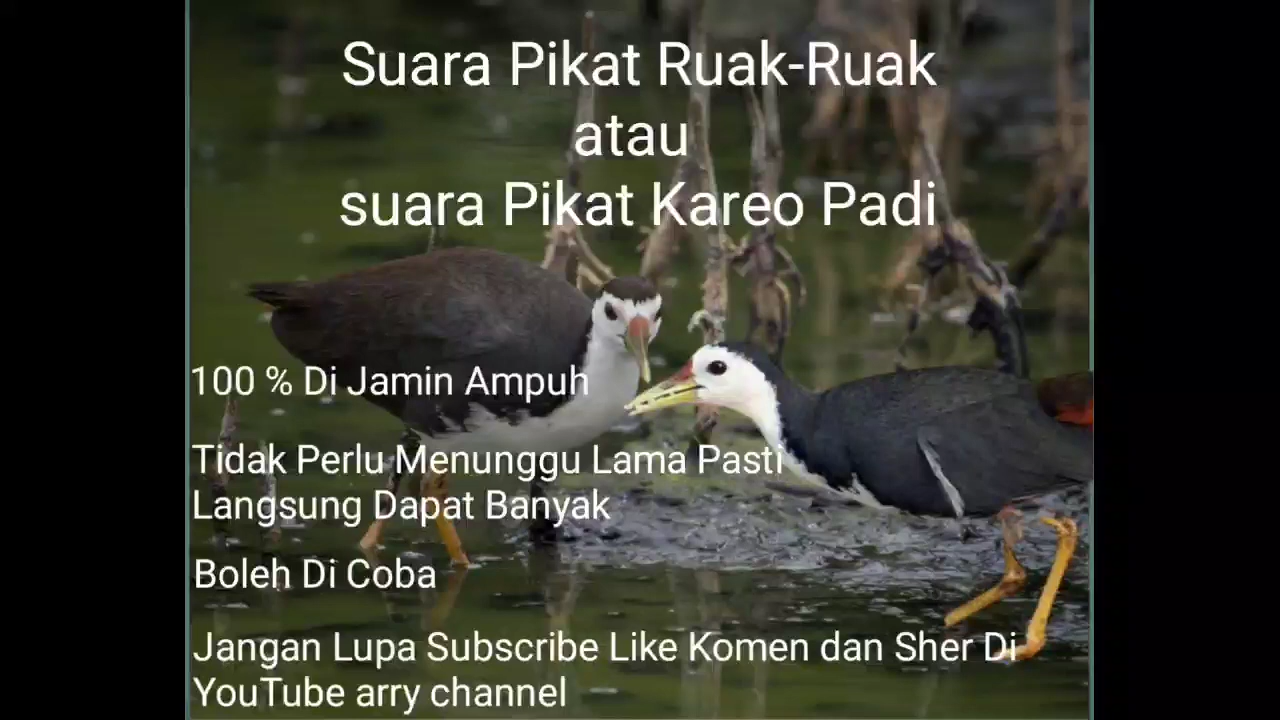 Suara Pikat Ruak-Ruak
atau
suara Pikat Kareo Padi
100 % Di Jamin Ampuh
Tidak Perlu Menunggu Lama Pasti
Langsung Dapat Banyak
Boleh Di Coba
Jangan Lupa Subscribe Like Komen dan Sher Di
YouTube arry channel